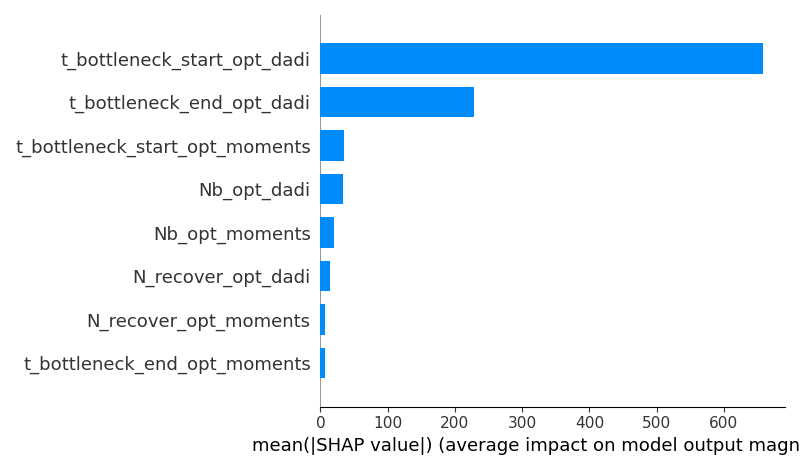 t_bottleneck_start_opt_dadi
t_bottleneck_end_opt_dadi
t_bottleneck_start_opt_moments
Nb_opt_dadi
Nb_opt_moments
N_recover_opt_dadi
N_recover_opt_moments
t_bottleneck_end_opt_moments
0 100 200 300 400 500 600
mean(|SHAP value|) (average impact on model output magn